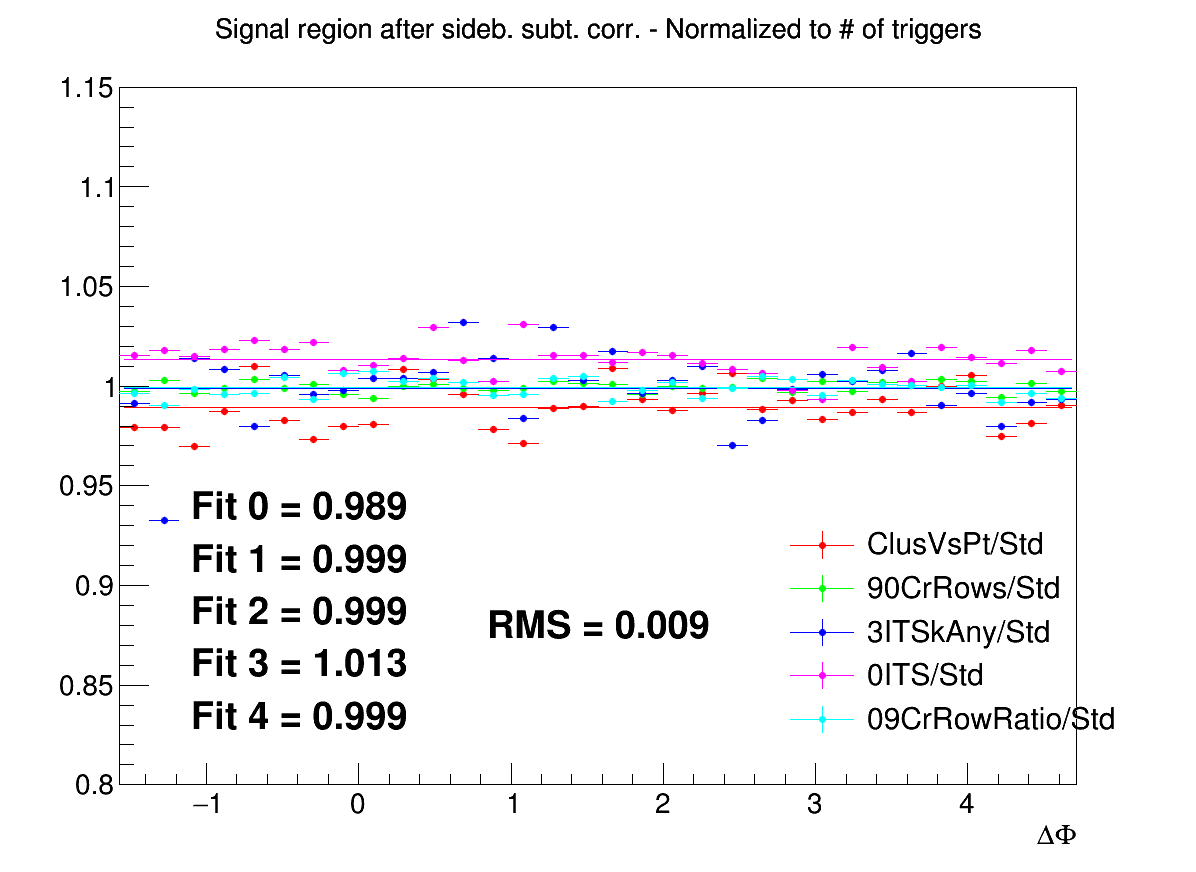 Signal region after sideb. subt. corr. - Normalized to # of triggers
1.15
1.1
1.05
1
0.95
0.9
0.85
0.8
Fit 0 = 0.989
Fit 1 = 0.999
Fit 2 = 0.999
Fit 3 = 1.013
Fit 4 = 0.999
RMS = 0.009
ClusVsPt/Std
90CrRows/Std
3ITSkAny/Std
0ITS/Std
09CrRowRatio/Std
−1 0 1 2 3 4
ΔΦ